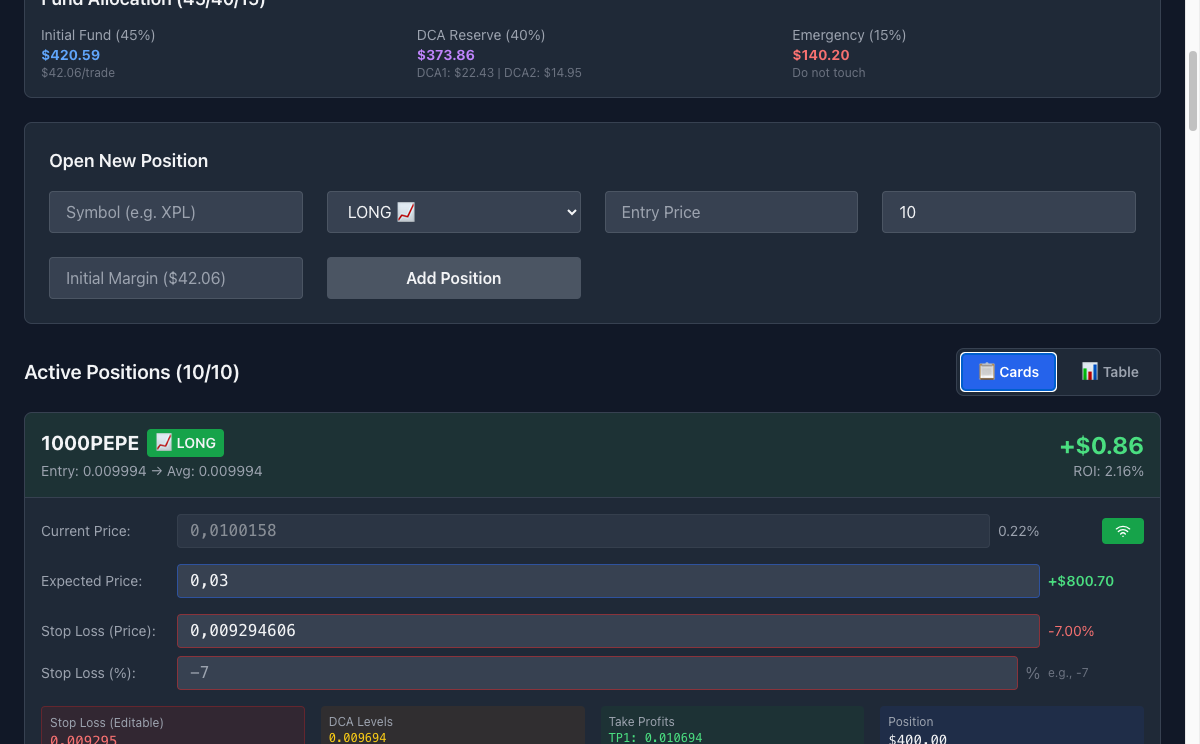 Fund Allocation (45/40/15)
Initial Fund (45%)
$420.59
$42.06/trade
DCA Reserve (40%)
$373.86
DCA1: $22.43 | DCA2: $14.95
Emergency (15%)
$140.20
Do not touch
Open New Position
Symbol (e.g. XPL)
LONG 📈
Entry Price
10
Initial Margin ($42.06)
Add Position
Active Positions (10/10)
📋 Cards
📊 Table
1000PEPE 📈 LONG
Entry: 0.009994 → Avg: 0.009994
+$0.86
ROI: 2.16%
Current Price:
0,0100158
0.22%
Expected Price:
0,03
+$800.70
Stop Loss (Price):
0,009294606
-7.00%
Stop Loss (%):
−7
% e.g., -7
Stop Loss (Editable)
0.009295
DCA Levels
0.009694
Take Profits
TP1: 0.010694
Position
$400.00